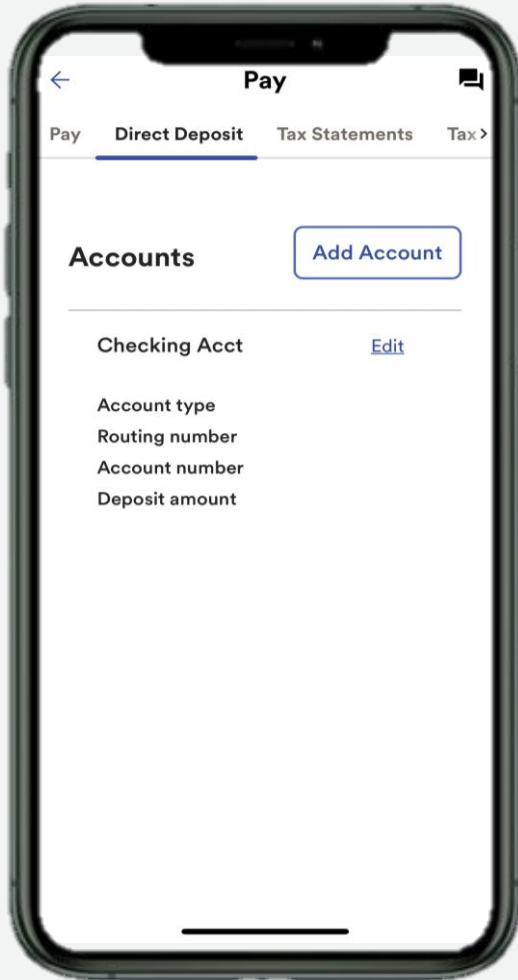 Pay
Pay Direct Deposit Tax Statements Tax
Accounts Add Account
Checking Acct Edit
Account type
Routing number
Account number
Deposit amount